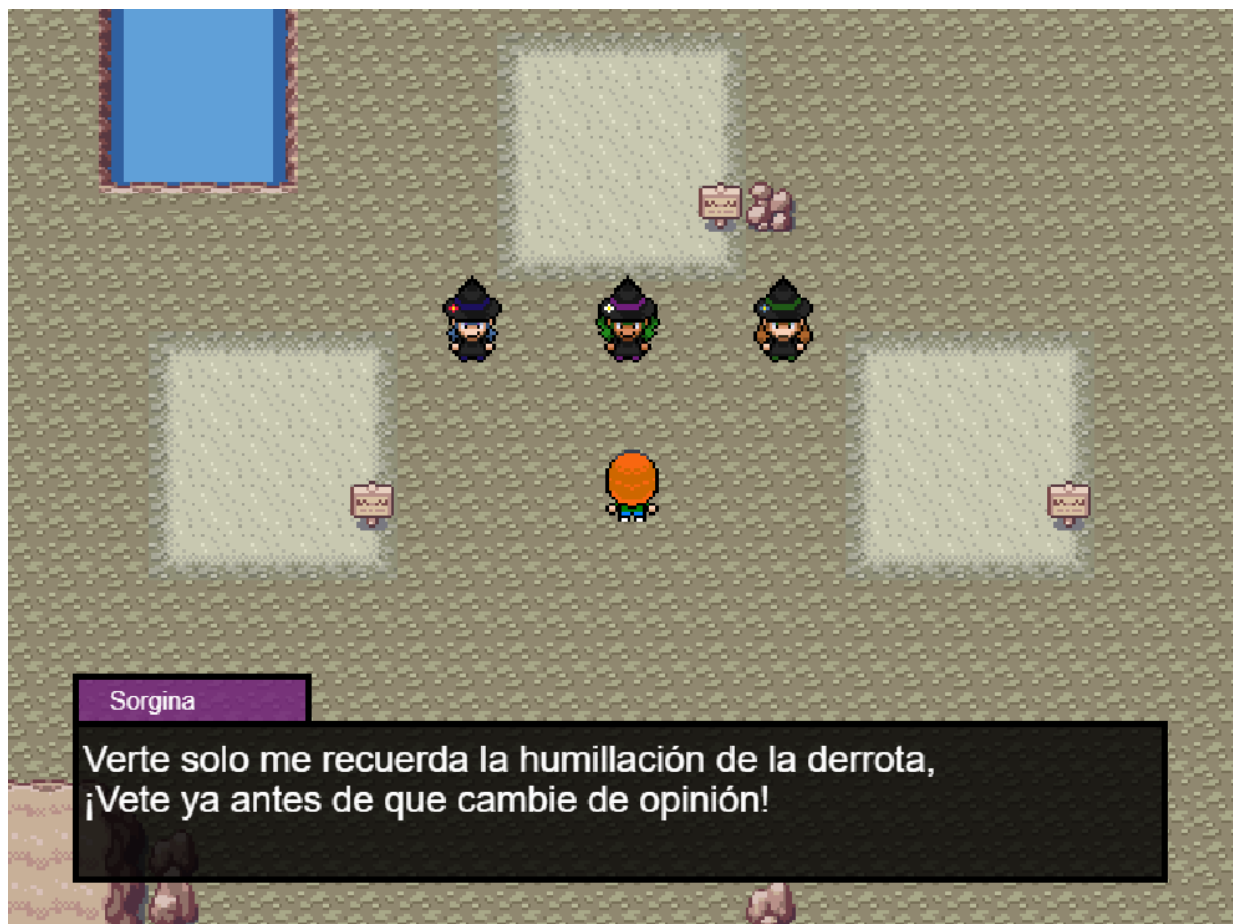 Sorgina
Verte solo me recuerda la humillación de la derrota,
¡Vete ya antes de que cambie de opinión!